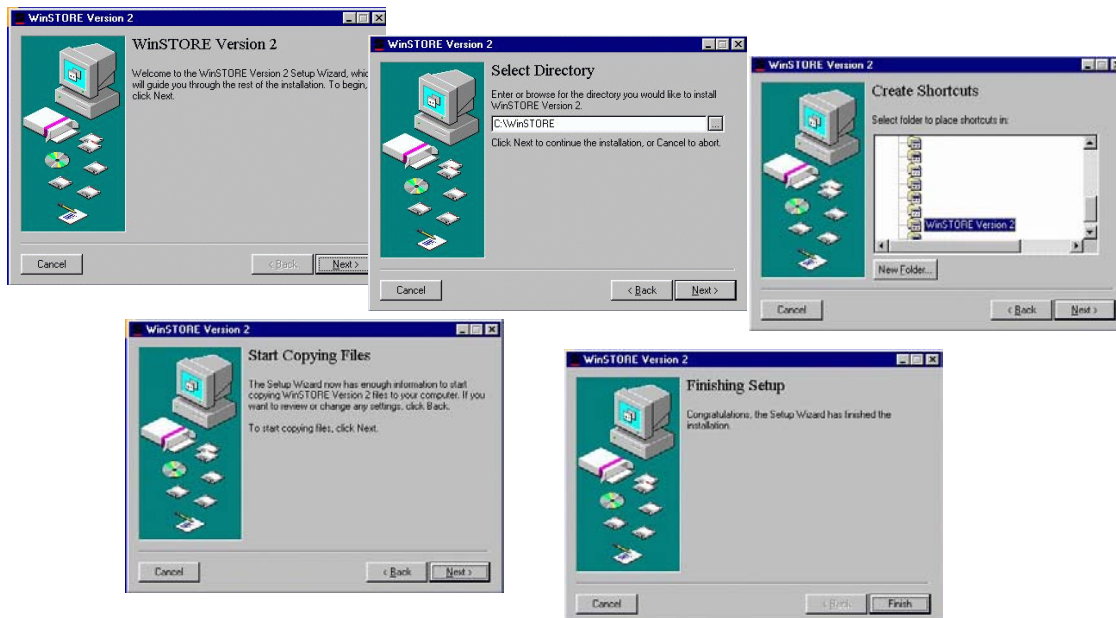 WinSTORE Version 2
WinSTORE Version 2
Welcome to the WinSTORE Version 2 Setup Wizard, whic
will guide you through the rest of the installation. To begin,
click Next.
Cancel
< Back
Next >
WinSTORE Version 2
Select Directory
Enter or browse for the directory you would like to install
WinSTORE Version 2.
C:\WinSTORE
...
Click Next to continue the installation, or Cancel to abort.
Cancel
< Back
Next >
WinSTORE Version 2
Create Shortcuts
Select folder to place shortcuts in:
WinSTORE Version 2
New Folder...
Cancel
< Back
Next >
WinSTORE Version 2
Start Copying Files
The Setup Wizard now has enough information to start
copying WinSTORE Version 2 files to your computer. If you
want to review or change any settings, click Back.
To start copying files, click Next.
Cancel
< Back
Next >
WinSTORE Version 2
Finishing Setup
Congratulations, the Setup Wizard has finished the
installation.
Cancel
< Back
Finish